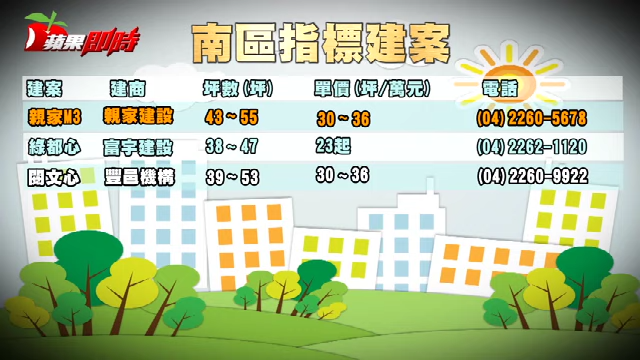 蘋果即時
南區指標建案
建案 建商 坪數(坪) 單價(坪/萬元) 電話
親家M3 親家建設 43~55 30~36 (04)2260-5678
綠都心 富宇建設 38~47 23起 (04)2262-1120
閱文心 豐邑機構 39~53 30~36 (04)2260-9922